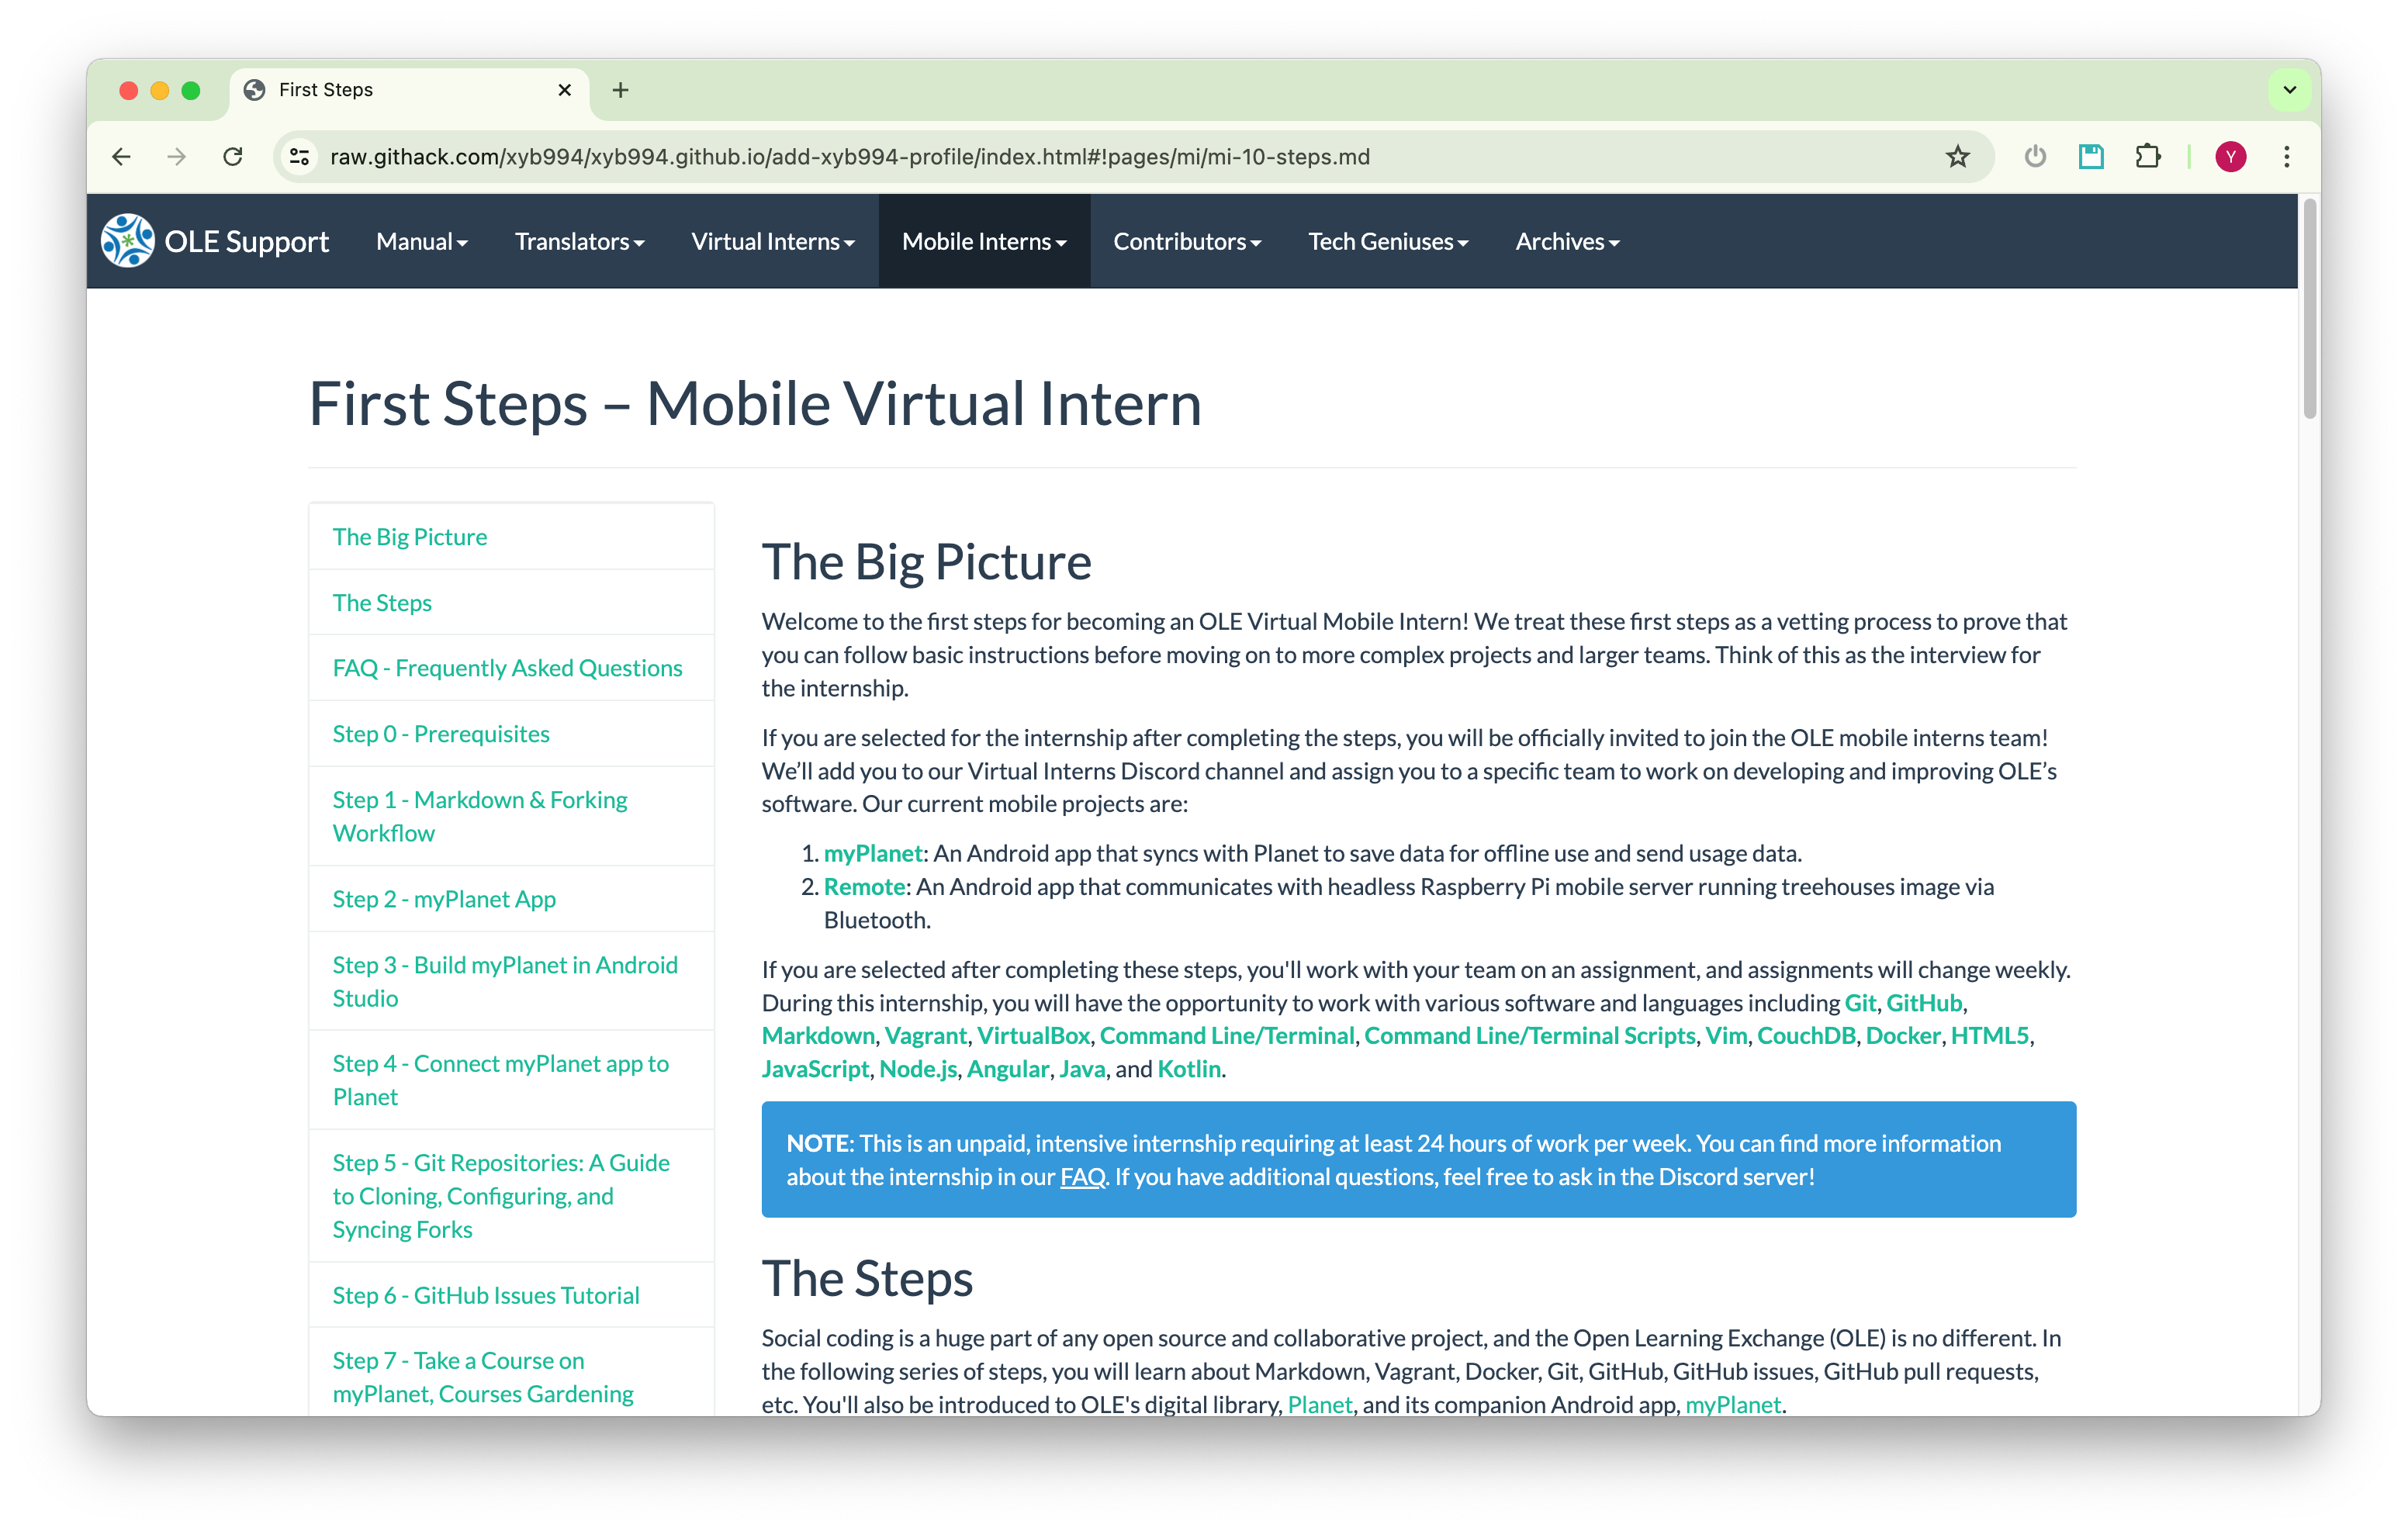 First Steps
raw.githack.com/xyb994/xyb994.github.io/add-xyb994-profile/index.html#!pages/mi/mi-10-steps.md
Y
OLE Support
Manual
Translators
Virtual Interns
Mobile Interns
Contributors
Tech Geniuses
Archives
First Steps – Mobile Virtual Intern
The Big Picture
The Steps
FAQ - Frequently Asked Questions
Step 0 - Prerequisites
Step 1 - Markdown & Forking
Workflow
Step 2 - myPlanet App
Step 3 - Build myPlanet in Android
Studio
Step 4 - Connect myPlanet app to
Planet
Step 5 - Git Repositories: A Guide
to Cloning, Configuring, and
Syncing Forks
Step 6 - GitHub Issues Tutorial
Step 7 - Take a Course on
myPlanet, Courses Gardening
The Big Picture
Welcome to the first steps for becoming an OLE Virtual Mobile Intern! We treat these first steps as a vetting process to prove that
you can follow basic instructions before moving on to more complex projects and larger teams. Think of this as the interview for
the internship.
If you are selected for the internship after completing the steps, you will be officially invited to join the OLE mobile interns team!
We’ll add you to our Virtual Interns Discord channel and assign you to a specific team to work on developing and improving OLE’s
software. Our current mobile projects are:
1. myPlanet: An Android app that syncs with Planet to save data for offline use and send usage data.
2. Remote: An Android app that communicates with headless Raspberry Pi mobile server running treehouses image via
Bluetooth.
If you are selected after completing these steps, you'll work with your team on an assignment, and assignments will change weekly.
During this internship, you will have the opportunity to work with various software and languages including Git, GitHub,
Markdown, Vagrant, VirtualBox, Command Line/Terminal, Command Line/Terminal Scripts, Vim, CouchDB, Docker, HTML5,
JavaScript, Node.js, Angular, Java, and Kotlin.
NOTE: This is an unpaid, intensive internship requiring at least 24 hours of work per week. You can find more information
about the internship in our FAQ. If you have additional questions, feel free to ask in the Discord server!
The Steps
Social coding is a huge part of any open source and collaborative project, and the Open Learning Exchange (OLE) is no different. In
the following series of steps, you will learn about Markdown, Vagrant, Docker, Git, GitHub, GitHub issues, GitHub pull requests,
etc. You'll also be introduced to OLE's digital library, Planet, and its companion Android app, myPlanet.